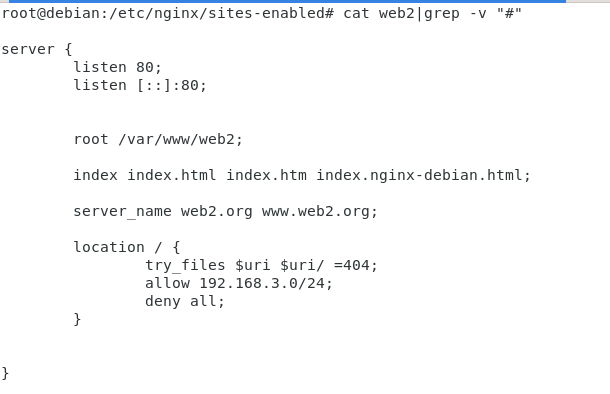 root@debian:/etc/nginx/sites-enabled# cat web2|grep -v "#"
server {
listen 80;
listen [::]:80;
root /var/www/web2;
index index.html index.htm index.nginx-debian.html;
server_name web2.org www.web2.org;
location / {
try_files $uri $uri/ =404;
allow 192.168.3.0/24;
deny all;
}
}